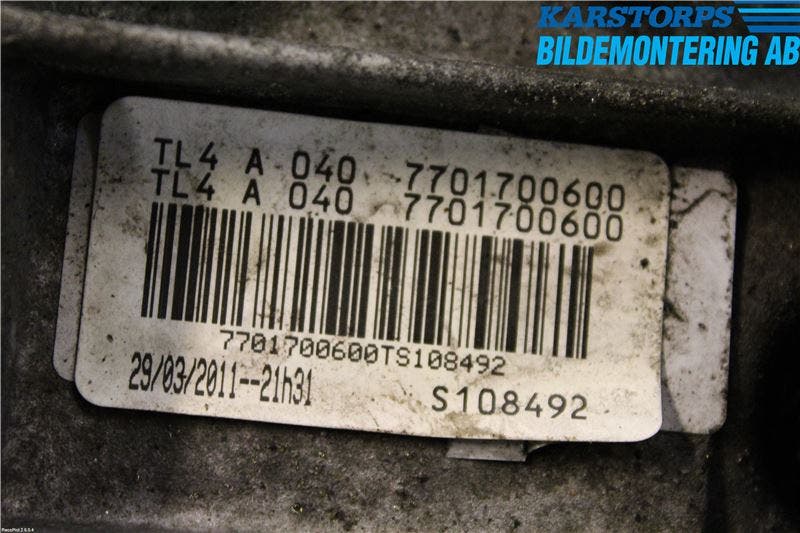 KARSTORPS
BILDEMONTERING AB
TL4 A 040 7701700600
TL4 A 040 7701700600
7701700600TS108492
29/03/2011--21h31
S108492